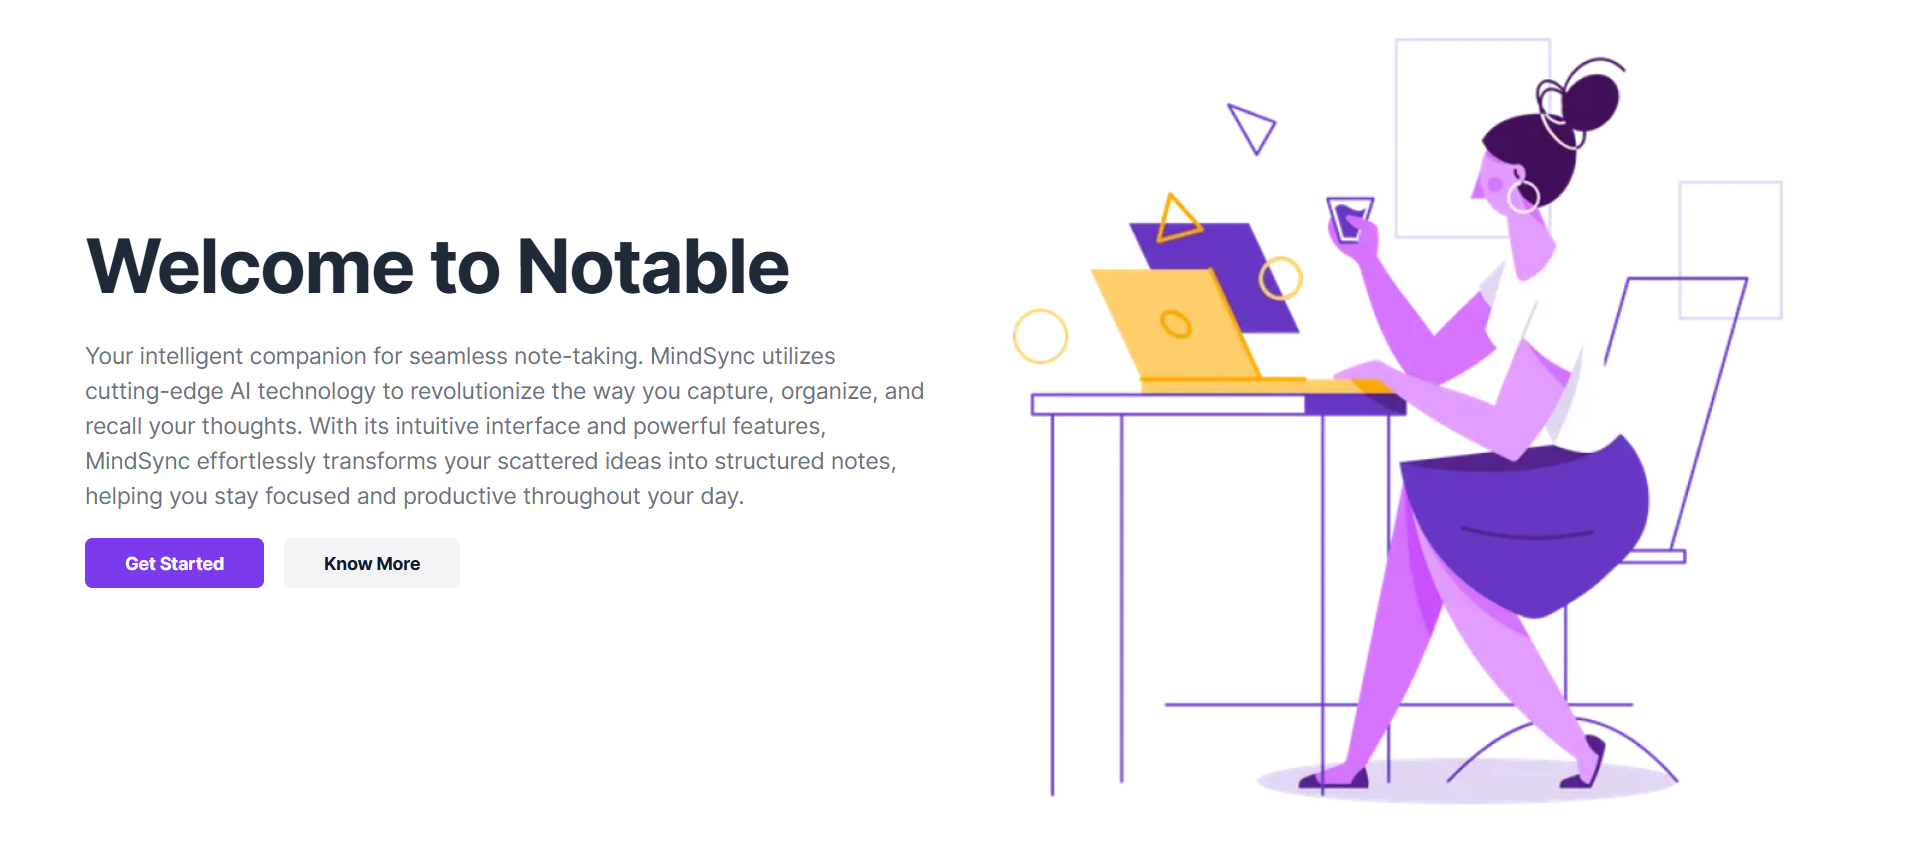 Welcome to Notable
Your intelligent companion for seamless note-taking. MindSync utilizes
cutting-edge AI technology to revolutionize the way you capture, organize, and
recall your thoughts. With its intuitive interface and powerful features,
MindSync effortlessly transforms your scattered ideas into structured notes,
helping you stay focused and productive throughout your day.
Get Started
Know More